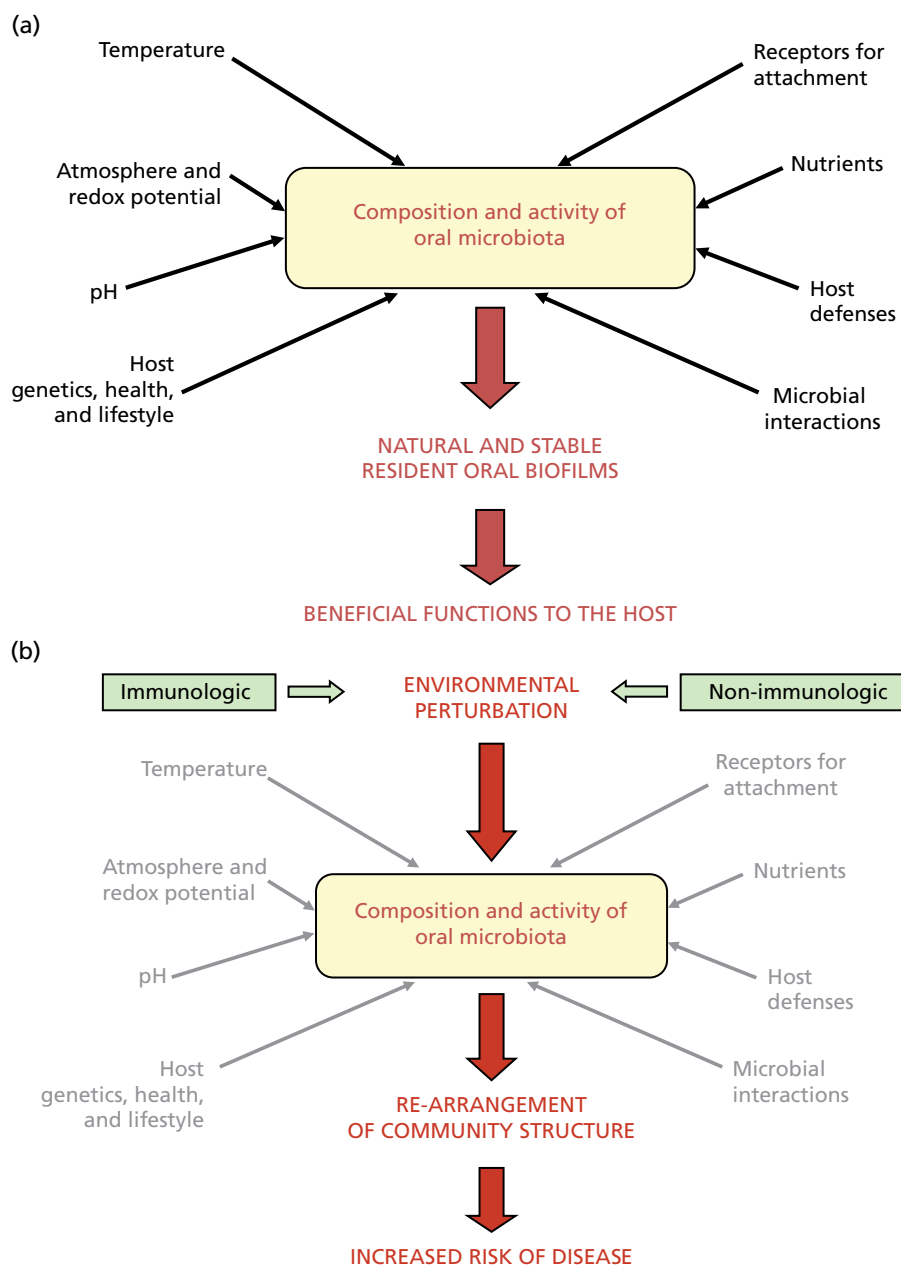 (a)
Temperature
Receptors for
attachment
Atmosphere and
redox potential
Nutrients
Composition and activity of
oral microbiota
pH
Host
defenses
Host
genetics, health,
and lifestyle
Microbial
interactions
NATURAL AND STABLE
RESIDENT ORAL BIOFILMS
BENEFICIAL FUNCTIONS TO THE HOST
(b)
Immunologic
ENVIRONMENTAL
PERTURBATION
Non-immunologic
Temperature
Receptors for
attachment
Atmosphere and
redox potential
Nutrients
Composition and activity of
oral microbiota
pH
Host
defenses
Host
genetics, health,
and lifestyle
Microbial
interactions
RE-ARRANGEMENT
OF COMMUNITY STRUCTURE
INCREASED RISK OF DISEASE